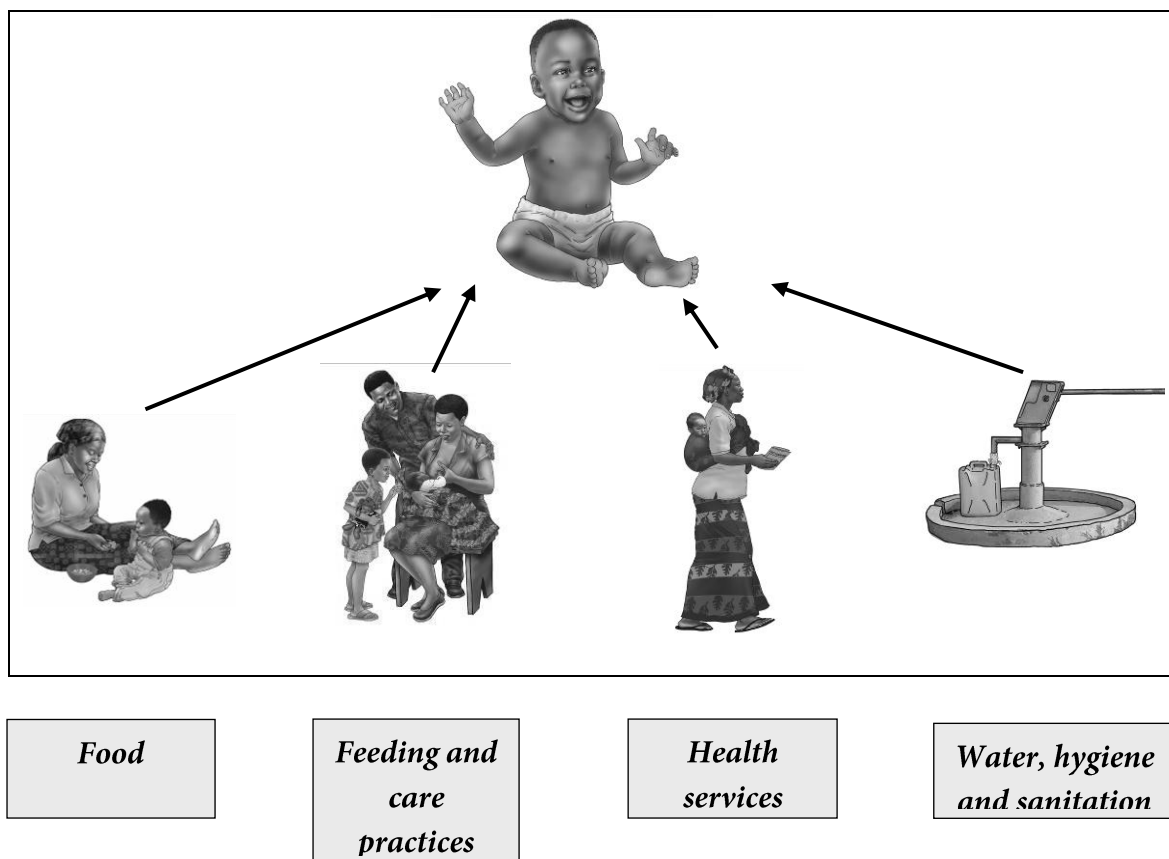 Food
Feeding and
care
practices
Health
services
Water, hygiene
and sanitation